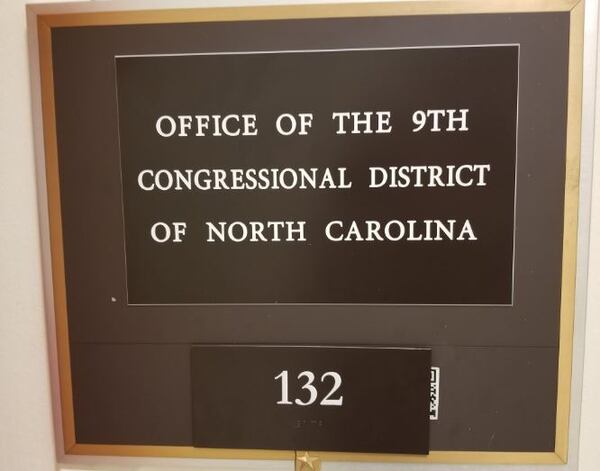 OFFICE OF THE 9TH
CONGRESSIONAL DISTRICT
OF NORTH CAROLINA
132